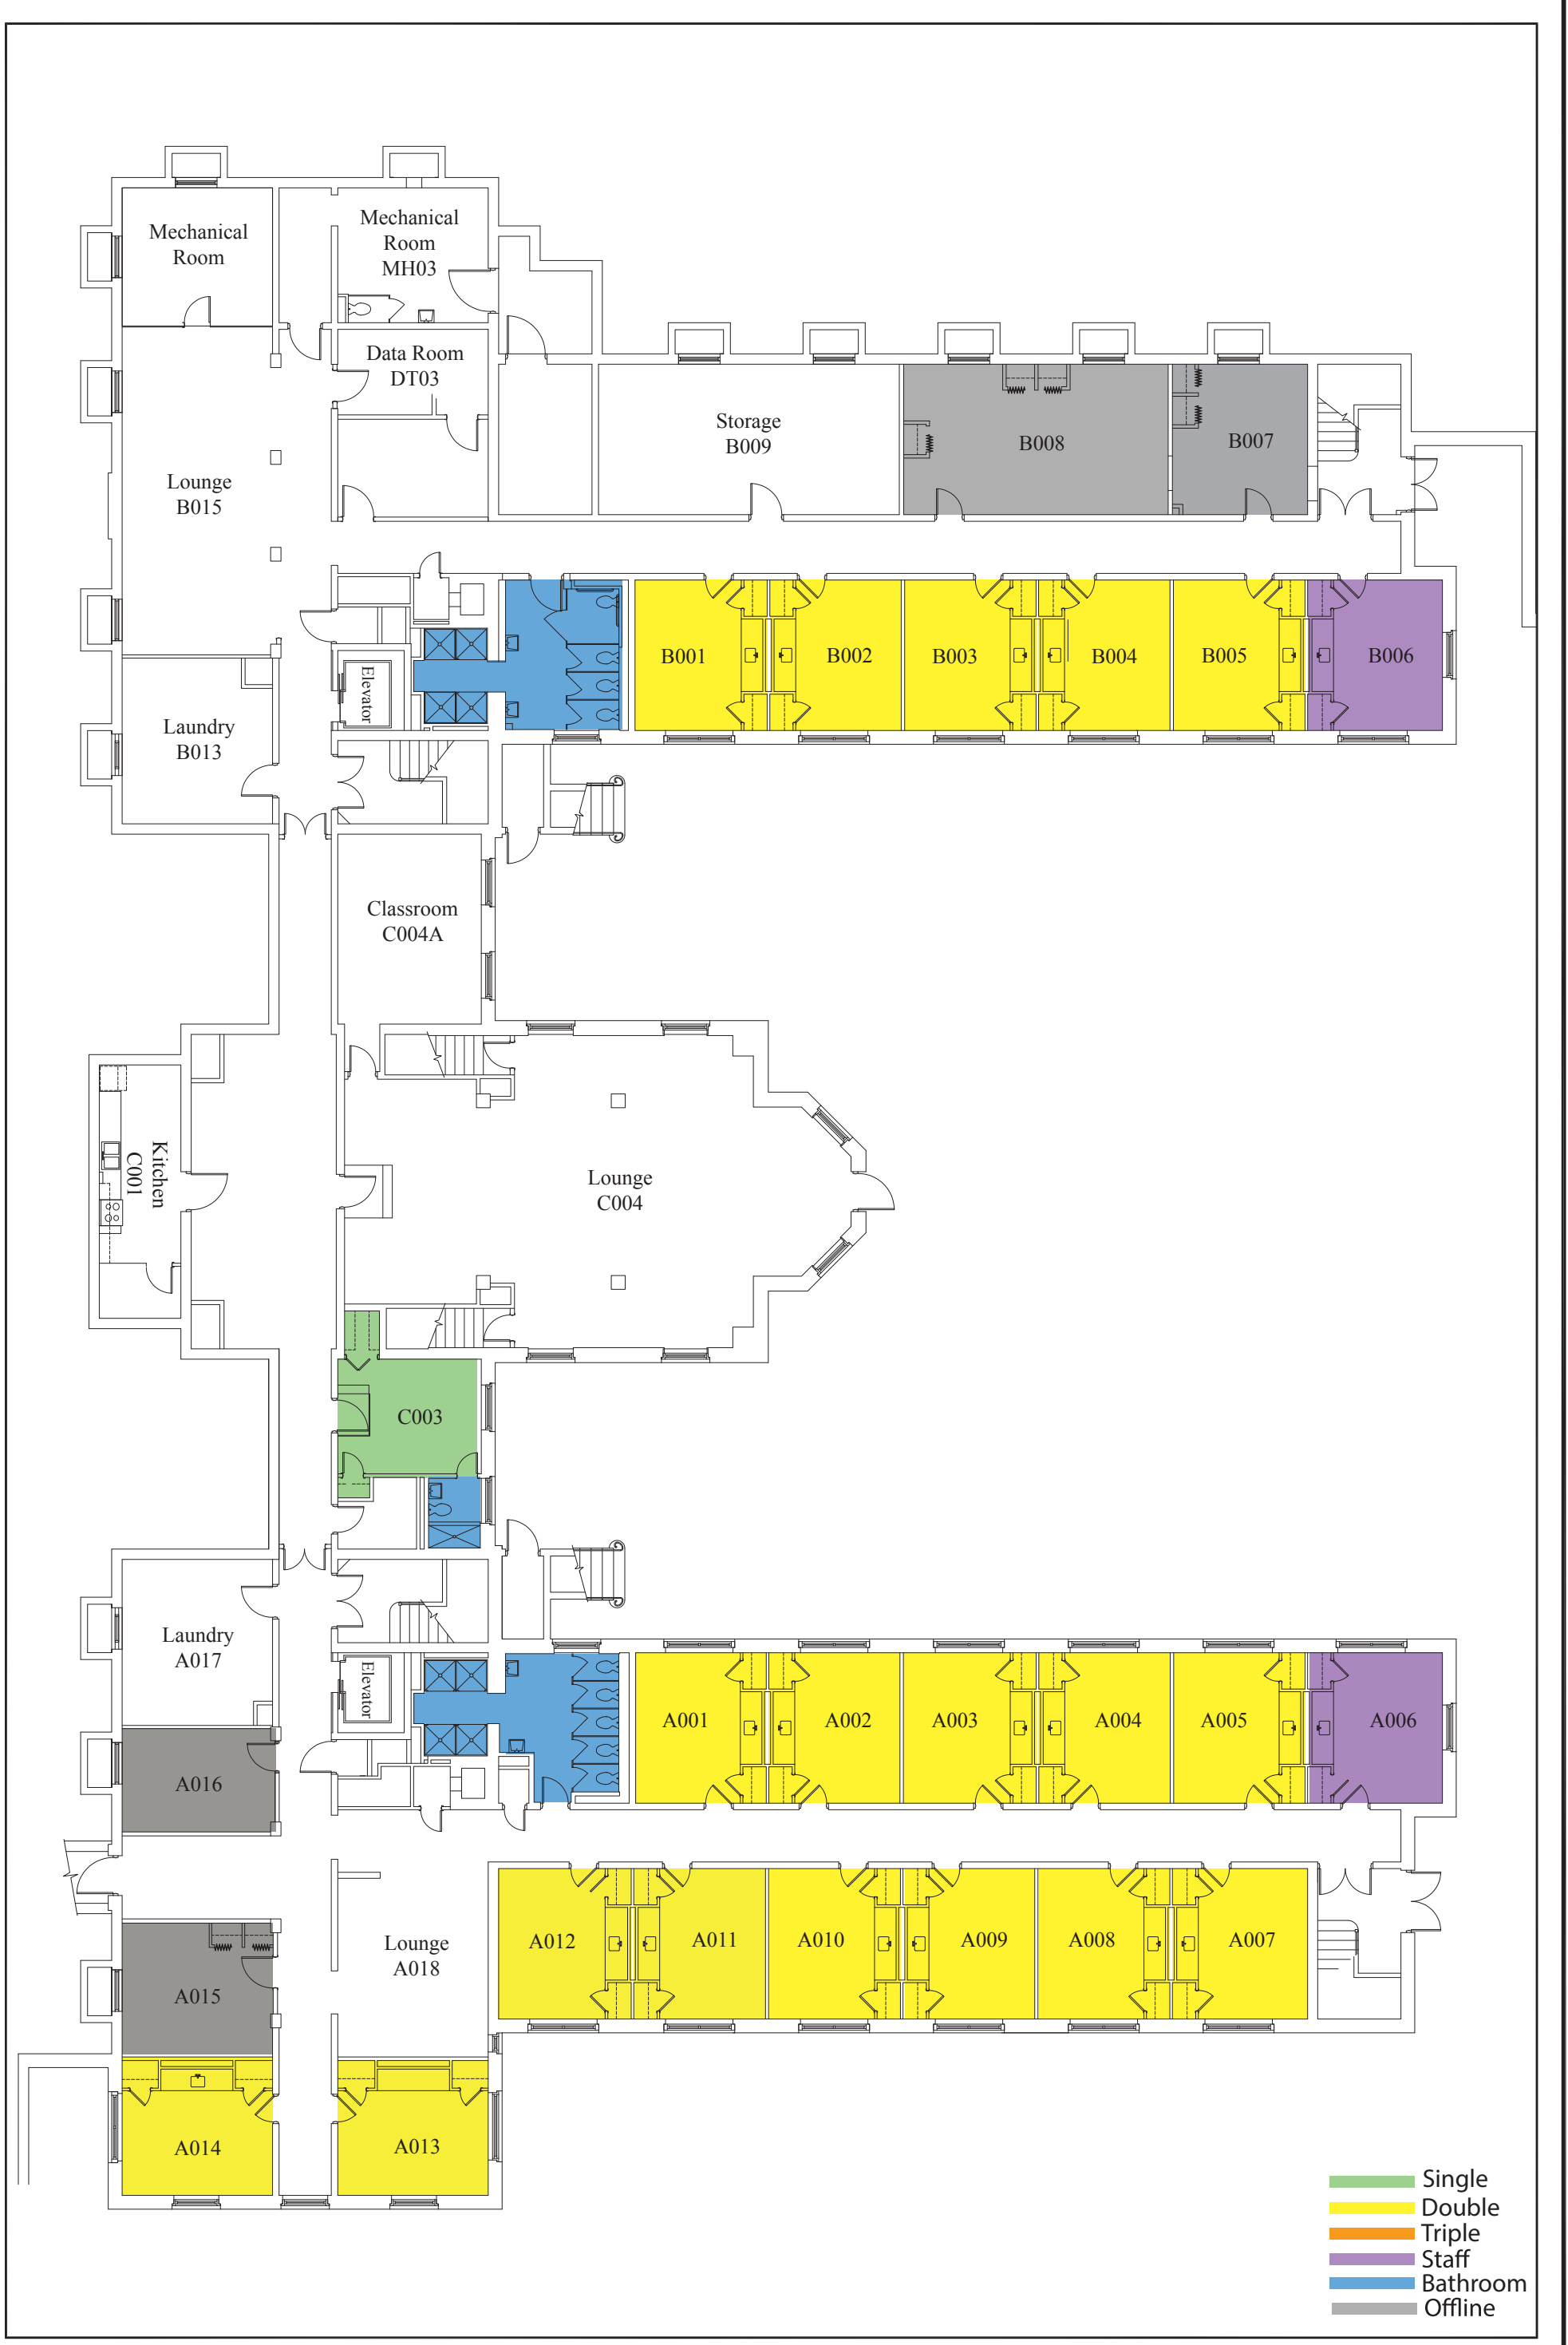 Mechanical
Room
Mechanical
Room
MH03
Data Room
DT03
Lounge
B015
Storage
B009
B008
B007
B001
B002
B003
B004
B005
B006
Elevator
Laundry
B013
Classroom
C004A
Kitchen
C001
Lounge
C004
C003
Laundry
A017
Elevator
A016
A001
A002
A003
A004
A005
A006
A015
Lounge
A018
A012
A011
A010
A009
A008
A007
A014
A013
Single
Double
Triple
Staff
Bathroom
Offline